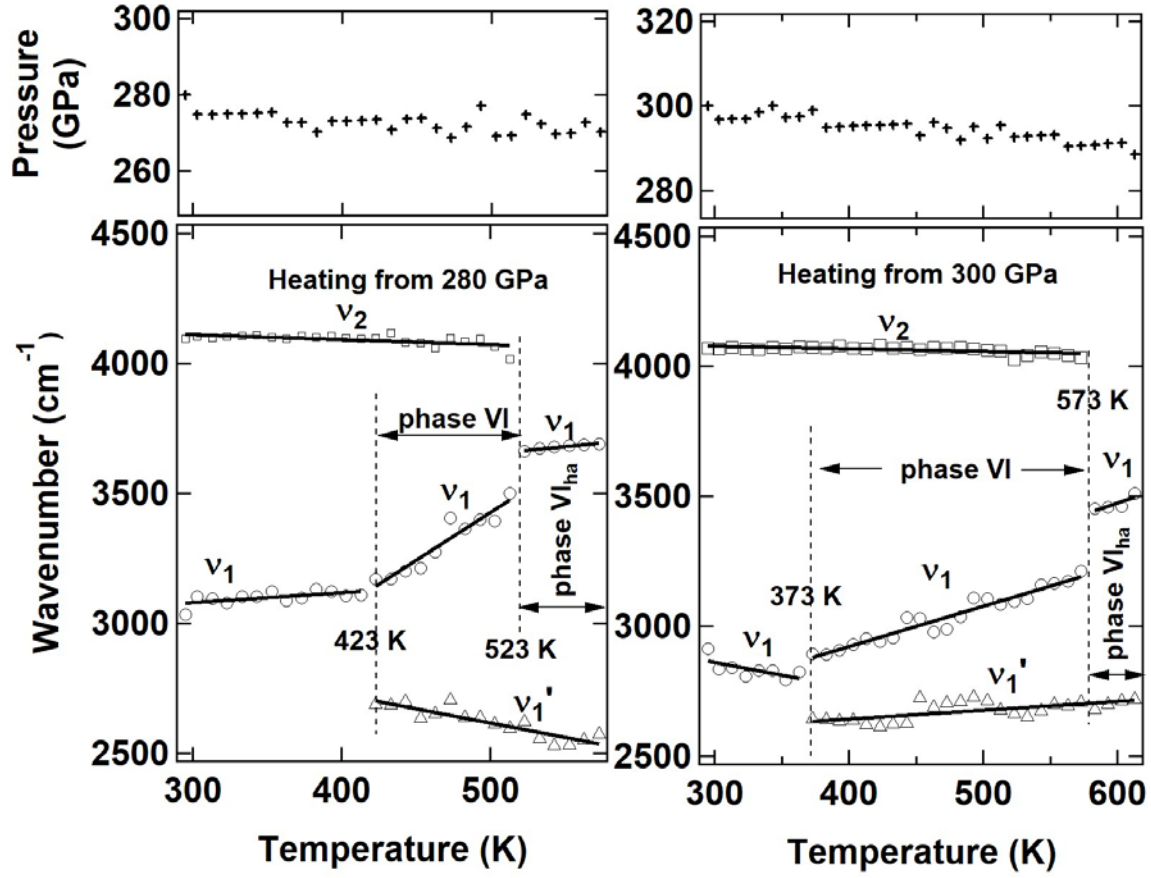 Pressure
(GPa)
300
280
260
320
300
280
Wavenumber (cm⁻¹)
4500
4000
3500
3000
2500
Heating from 280 GPa
ν₂
phase VI
ν₁
ν₁
ν₁
phase VIha
423 K
523 K
ν₁'
300
400
500
Temperature (K)
4500
4000
3500
3000
2500
Heating from 300 GPa
ν₂
573 K
phase VI
ν₁
ν₁
373 K
ν₁
phase VIha
ν₁'
300
400
500
600
Temperature (K)